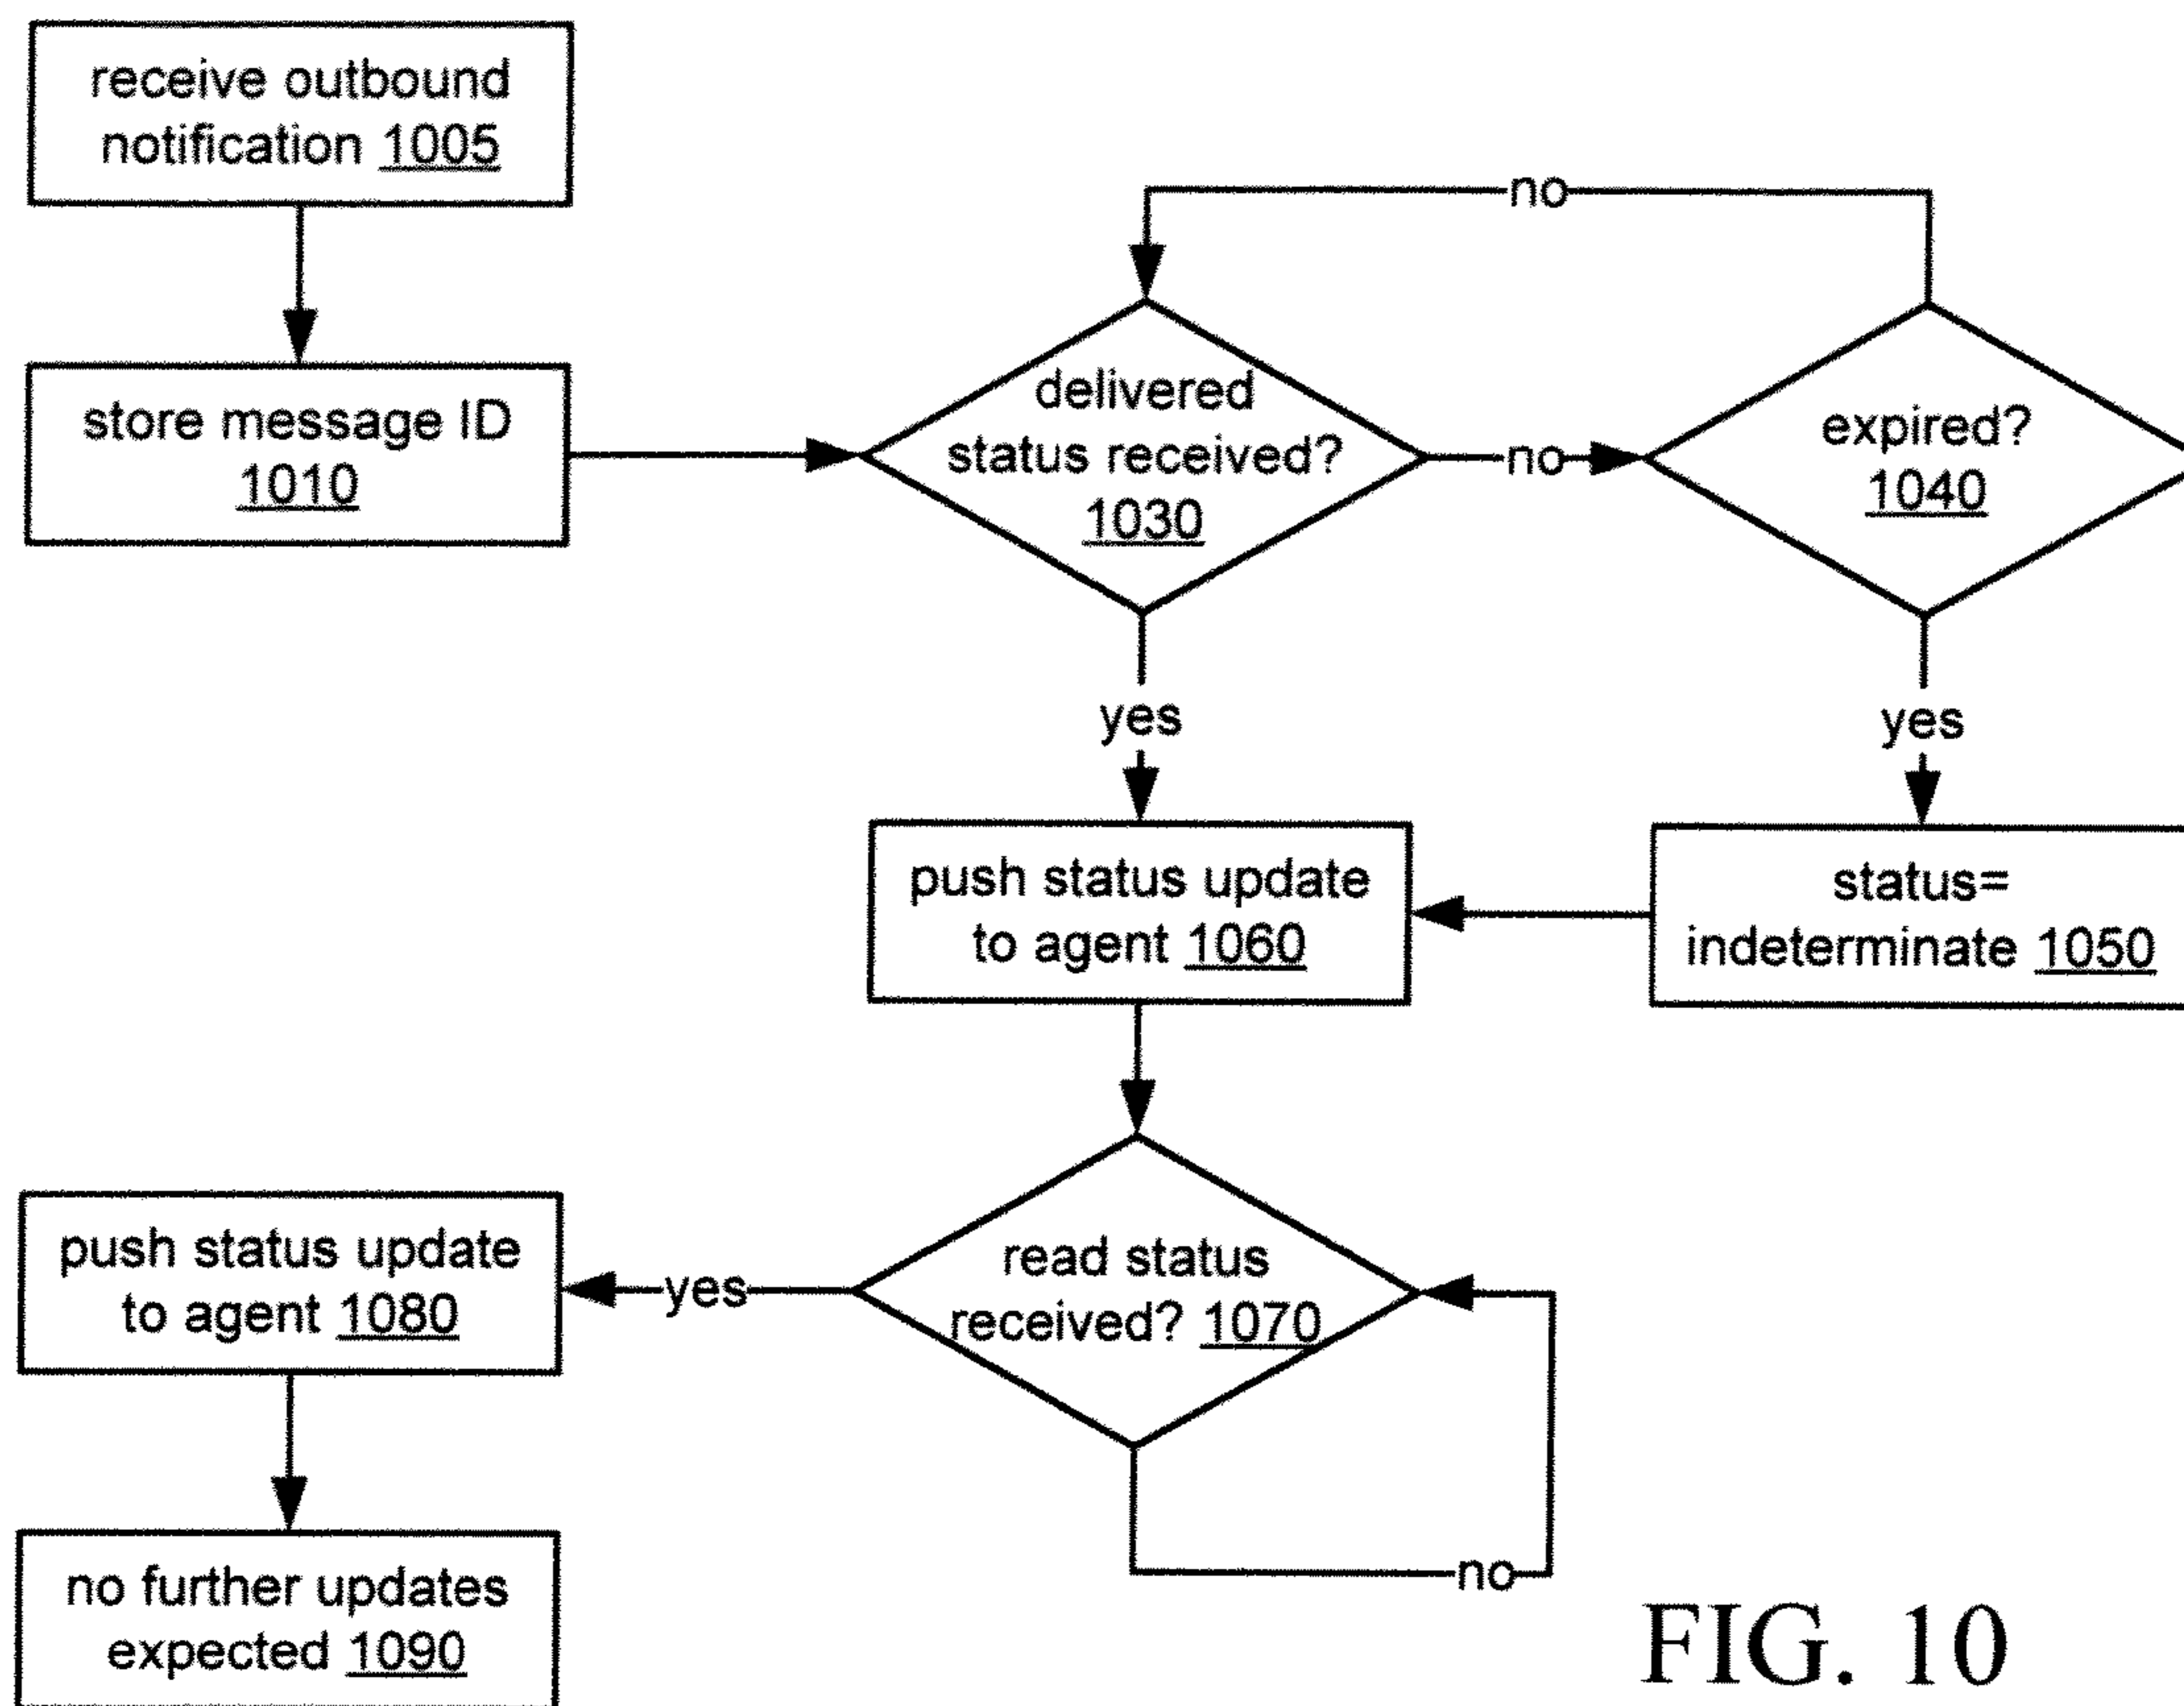 receive outbound
notification 1005
no
store message ID
1010
delivered
status received?
1030
no
expired?
1040
yes
yes
push status update
to agent 1060
status=
indeterminate 1050
read status
received? 1070
yes
push status update
to agent 1080
no
no further updates
expected 1090
FIG. 10